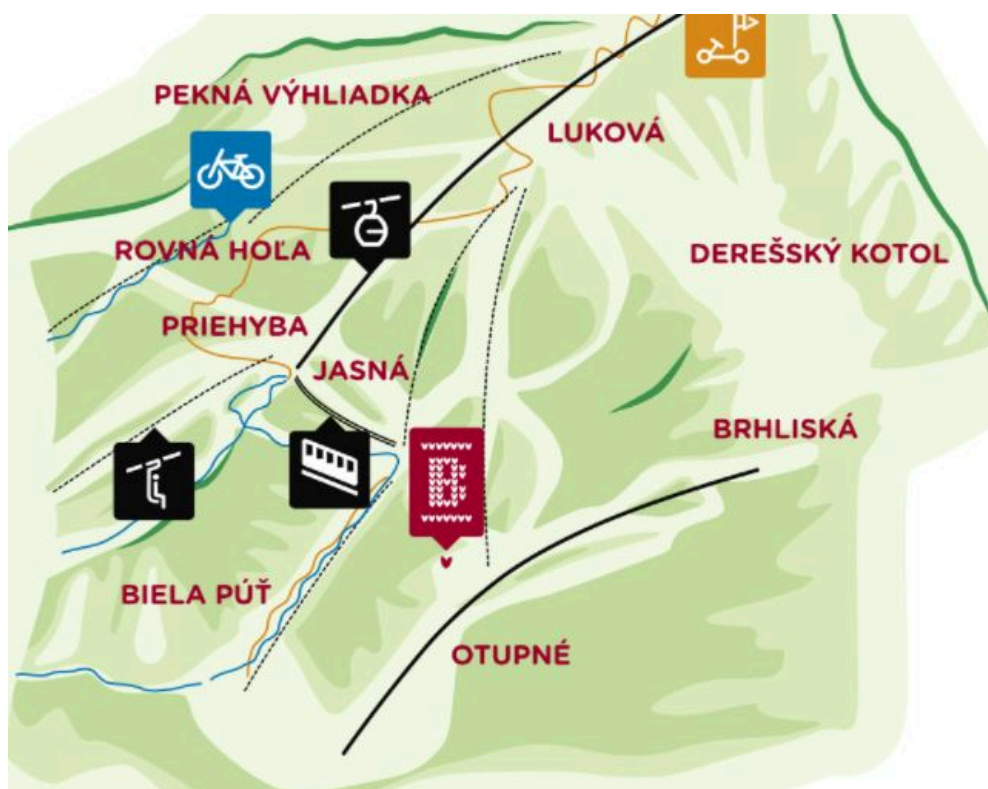 PEKNÁ VÝHLIADKA
LUKOVÁ
ROVNÁ HOĽA
DEREŠSKÝ KOTOL
PRIEHYBA
JASNÁ
BRHLISKÁ
BIELA PÚŤ
OTUPNÉ